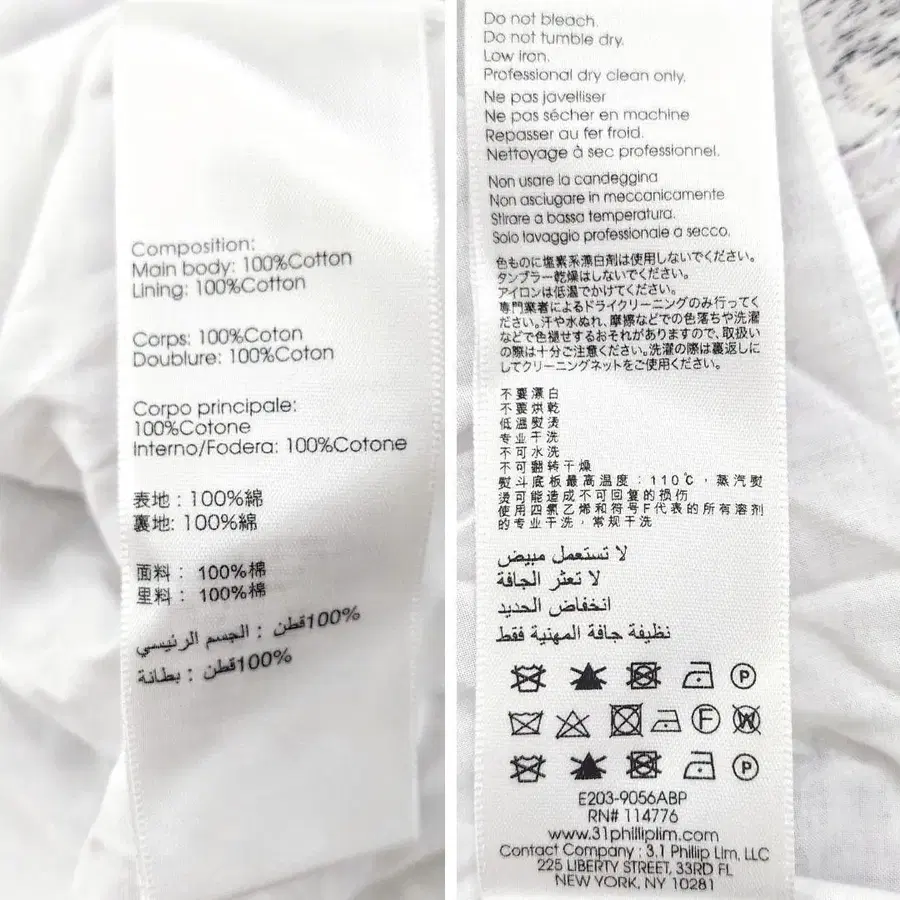 Composition:
Main body: 100%Cotton
Lining: 100%Cotton
Corps: 100%Coton
Doublure: 100%Coton
Corpo principale:
100%Cotone
Interno/Fodera: 100%Cotone
表地 : 100%綿
裏地: 100%綿
面料 : 100%棉
里料 : 100%棉
100%قطن : الجسم الرئيسي
100%قطن : بطانة
Do not bleach.
Do not tumble dry.
Low iron.
Professional dry clean only.
Ne pas javelliser
Ne pas sécher en machine
Repasser au fer froid.
Nettoyage à sec professionnel.
Non usare la candeggina
Non asciugare in meccanicamente
Stirare a bassa temperatura.
Solo lavaggio professionale a secco.
色ものに塩素系漂白剤は使用しないでください。
タンブラー乾燥はしないでください。
アイロンは低温でかけてください。
専門業者によるドライクリーニングのみ行ってく
ださい。汗や水ぬれ、摩擦などでの色落ちや洗濯
などで色褪せするおそれがありますので、取扱い
の際は十分ご注意ください。洗濯の際は裏返しに
してクリーニングネットをご使用ください。
不要漂白
不要烘乾
低温熨烫
专业干洗
不可水洗
不可翻转干燥
熨斗底板最高温度：110℃，蒸汽熨
烫可能造成不可回复的损伤
使用四氯乙烯和符号F代表的所有溶剂
的专业干洗，常规干洗
لا تستعمل مبيض
لا تعثر الجافة
انخفاض الحديد
نظيفة جافة المهنية فقط
P
F W
P
E203-9056ABP
RN# 114776
www.31philliplim.com
Contact Company : 3.1 Phillip Lim, LLC
225 LIBERTY STREET, 33RD FL
NEW YORK, NY 10281